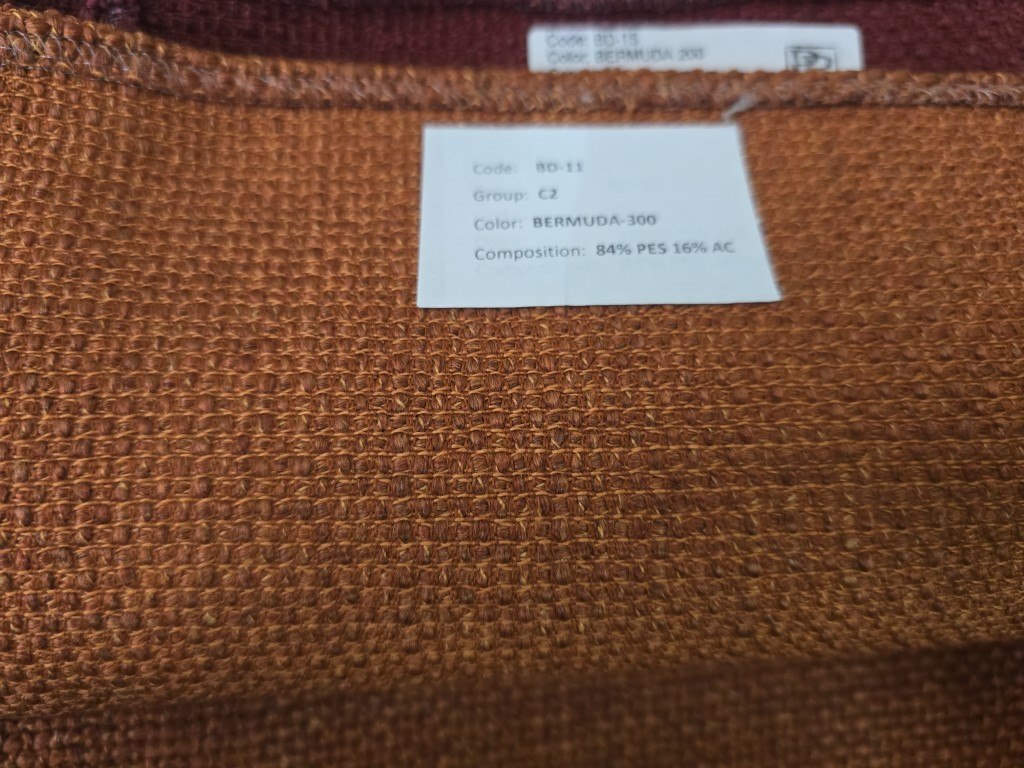 Code: BD-15
Color: BERMUDA 200
Code: BD-11
Group: C2
Color: BERMUDA-300
Composition: 84% PES 16% AC